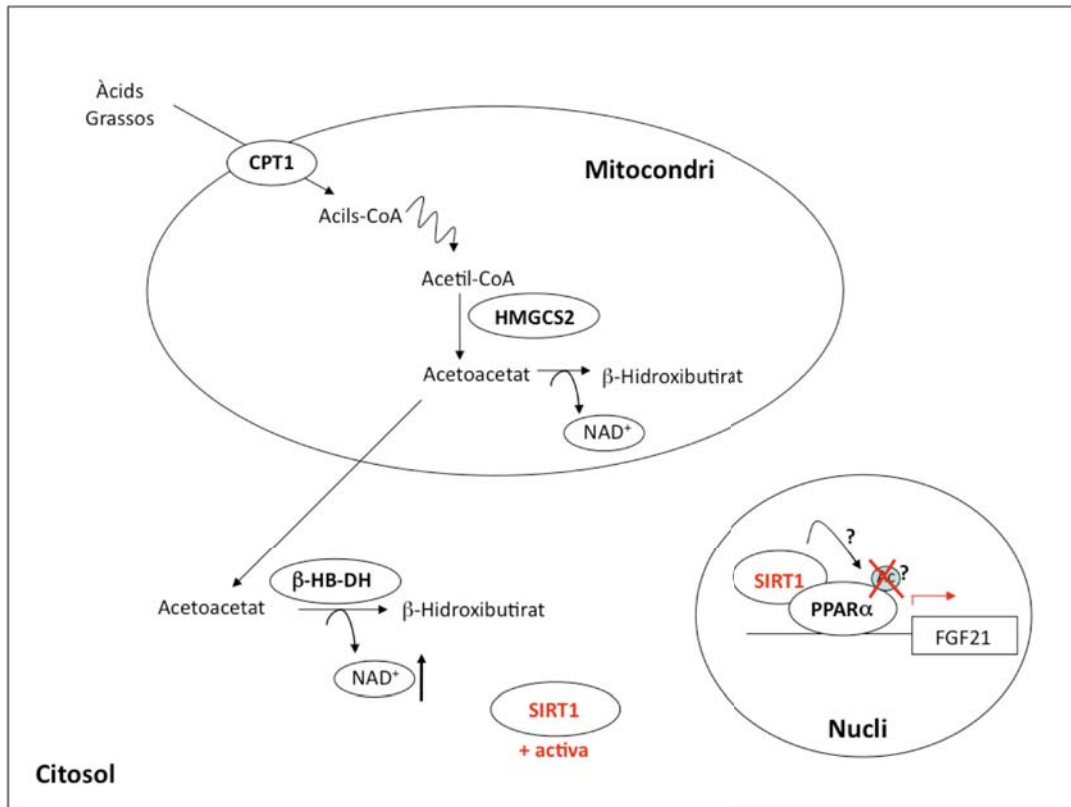 Àcids
Grassos
CPT1
Mitocondri
Acils-CoA
Acetil-CoA
HMGCS2
Acetoacetat
β-Hidroxibutirat
NAD⁺
?
SIRT1
Ac
?
PPARα
FGF21
Nucli
β-HB-DH
Acetoacetat
β-Hidroxibutirat
NAD⁺
SIRT1
+ activa
Citosol